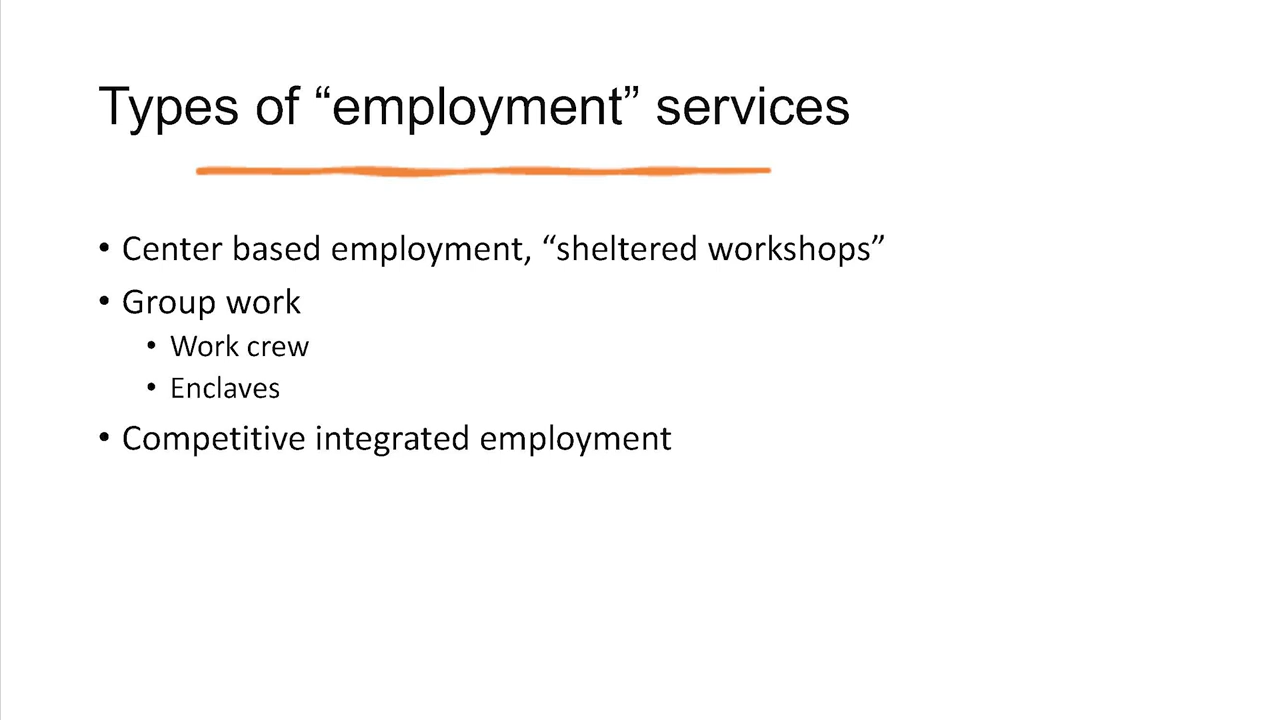 Types of “employment” services
• Center based employment, “sheltered workshops”
• Group work
• Work crew
• Enclaves
• Competitive integrated employment